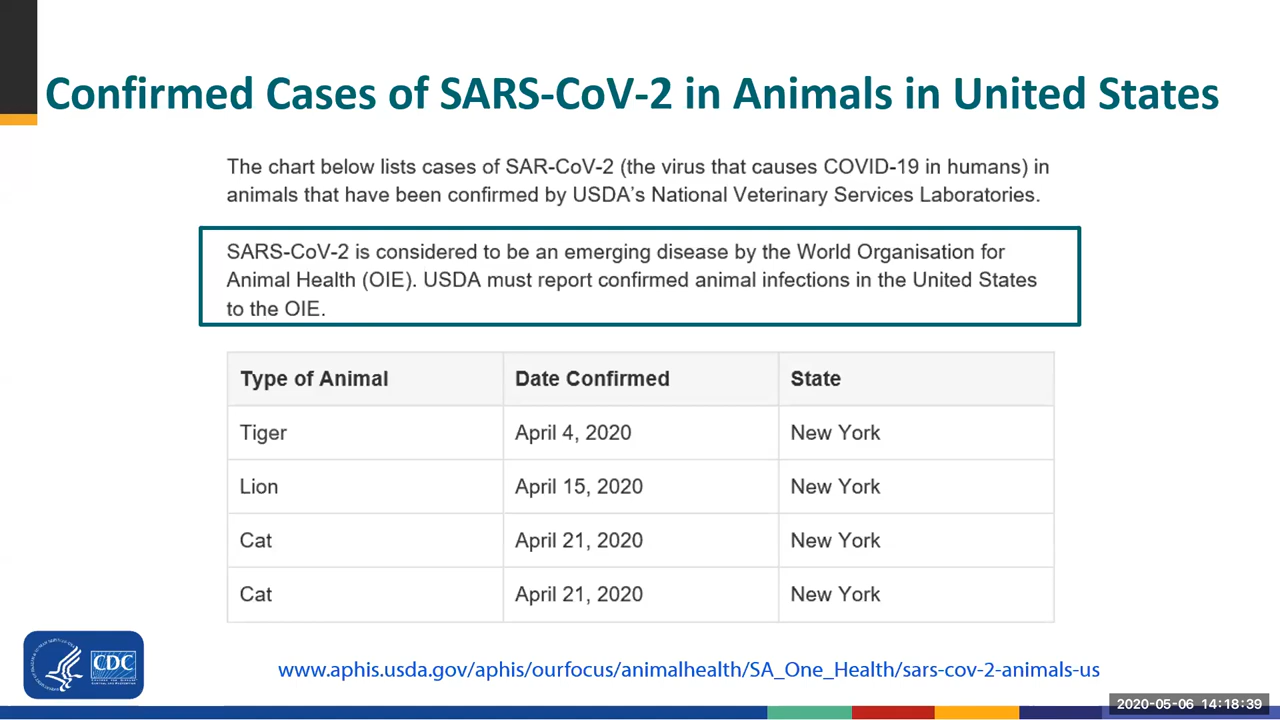 Confirmed Cases of SARS-CoV-2 in Animals in United States
The chart below lists cases of SAR-CoV-2 (the virus that causes COVID-19 in humans) in
animals that have been confirmed by USDA's National Veterinary Services Laboratories.
SARS-CoV-2 is considered to be an emerging disease by the World Organisation for
Animal Health (OIE). USDA must report confirmed animal infections in the United States
to the OIE.
Type of Animal Date Confirmed State
Tiger April 4, 2020 New York
Lion April 15, 2020 New York
Cat April 21, 2020 New York
Cat April 21, 2020 New York
CDC
www.aphis.usda.gov/aphis/ourfocus/animalhealth/SA_One_Health/sars-cov-2-animals-us
2020-05-06 14:18:39